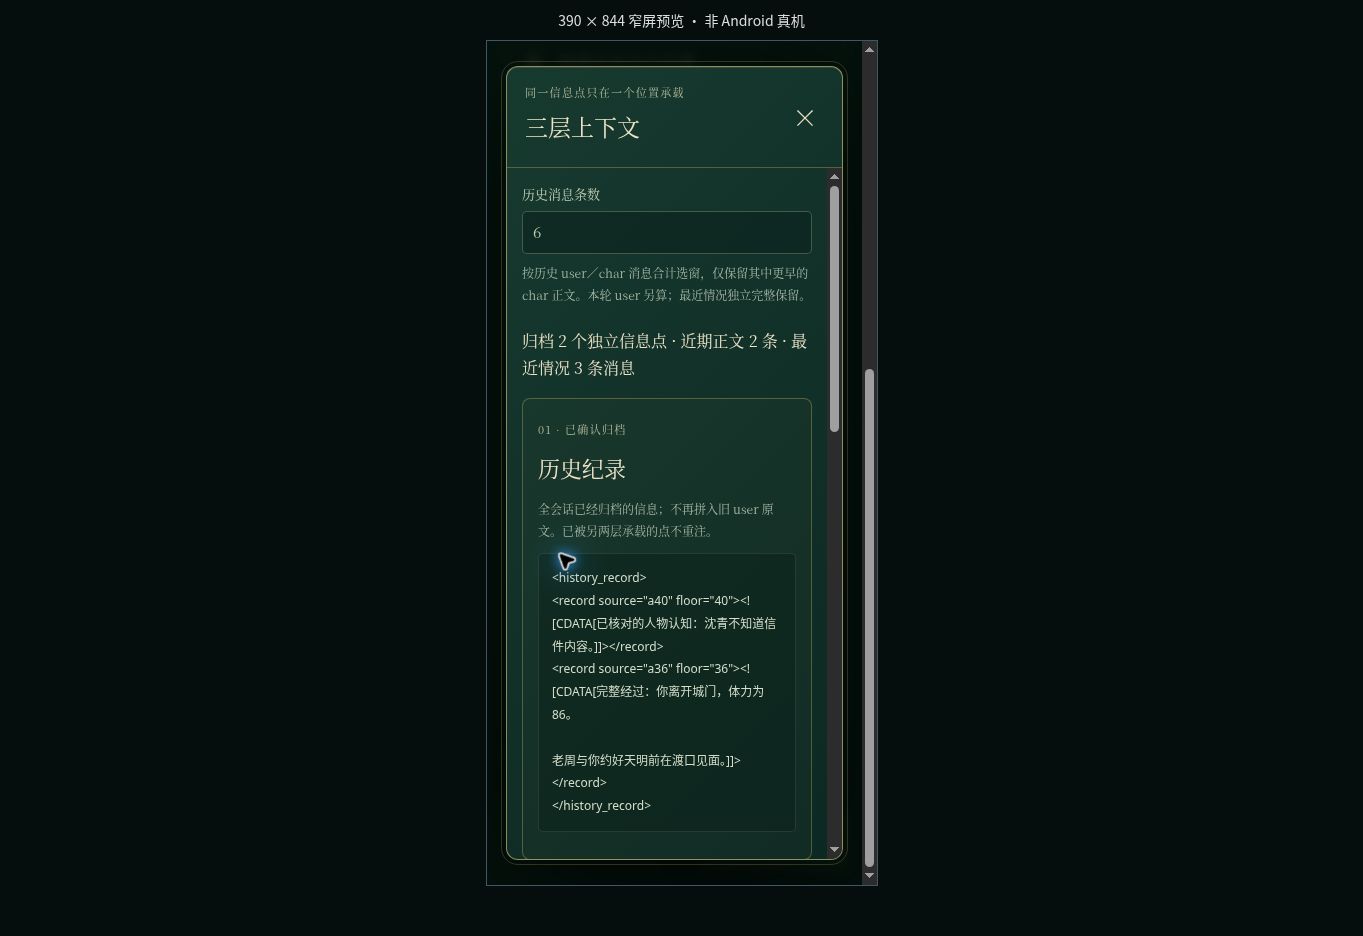 390 × 844 窄屏预览 · 非 Android 真机
同一信息点只在一个位置承载
三层上下文
历史消息条数
6
按历史 user／char 消息合计选窗，仅保留其中更早的
char 正文。本轮 user 另算；最近情况独立完整保留。
归档 2 个独立信息点 · 近期正文 2 条 · 最
近情况 3 条消息
01 · 已确认归档
历史纪录
全会话已经归档的信息；不再拼入旧 user 原
文。已被另两层承载的点不重注。
<history_record>
<record source="a40" floor="40"><!
[CDATA[已核对的人物认知：沈青不知道信
件内容。]]></record>
<record source="a36" floor="36"><!
[CDATA[完整经过：你离开城门，体力为
86。
老周与你约好天明前在渡口见面。]]>
</record>
</history_record>